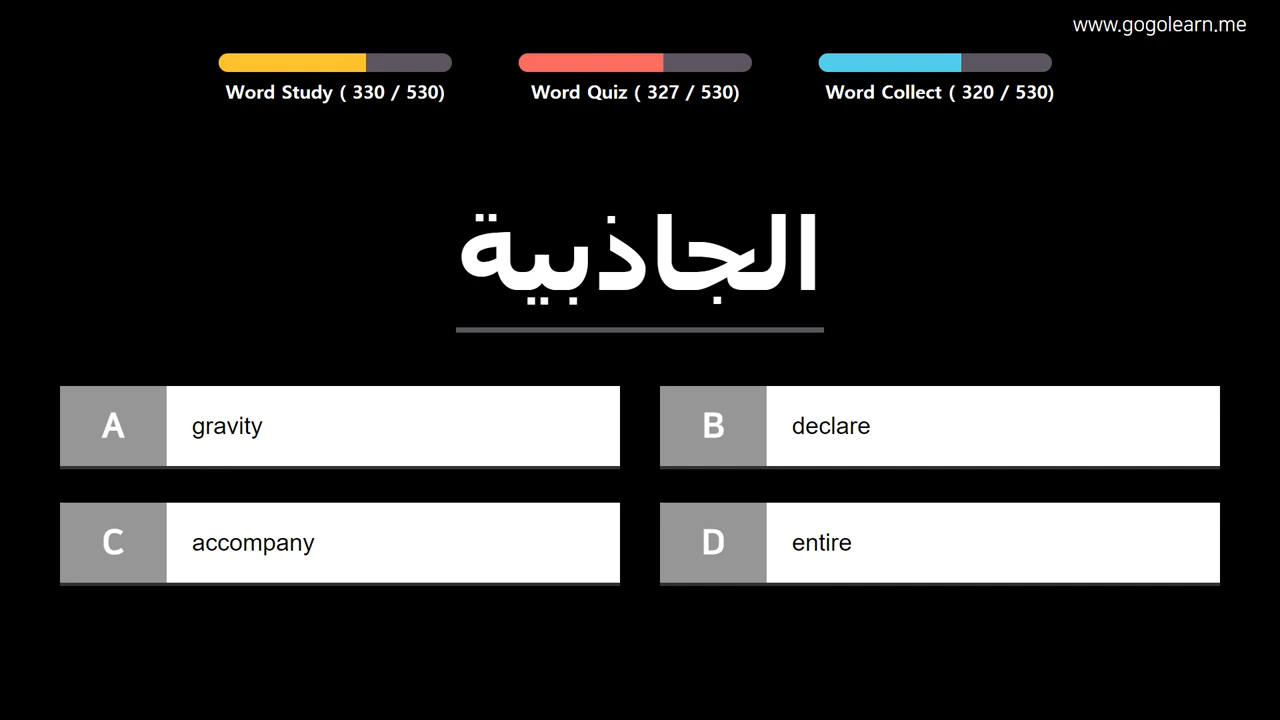 www.gogolearn.me
Word Study ( 330 / 530)
Word Quiz ( 327 / 530)
Word Collect ( 320 / 530)
الجاذبية
A gravity
B declare
C accompany
D entire